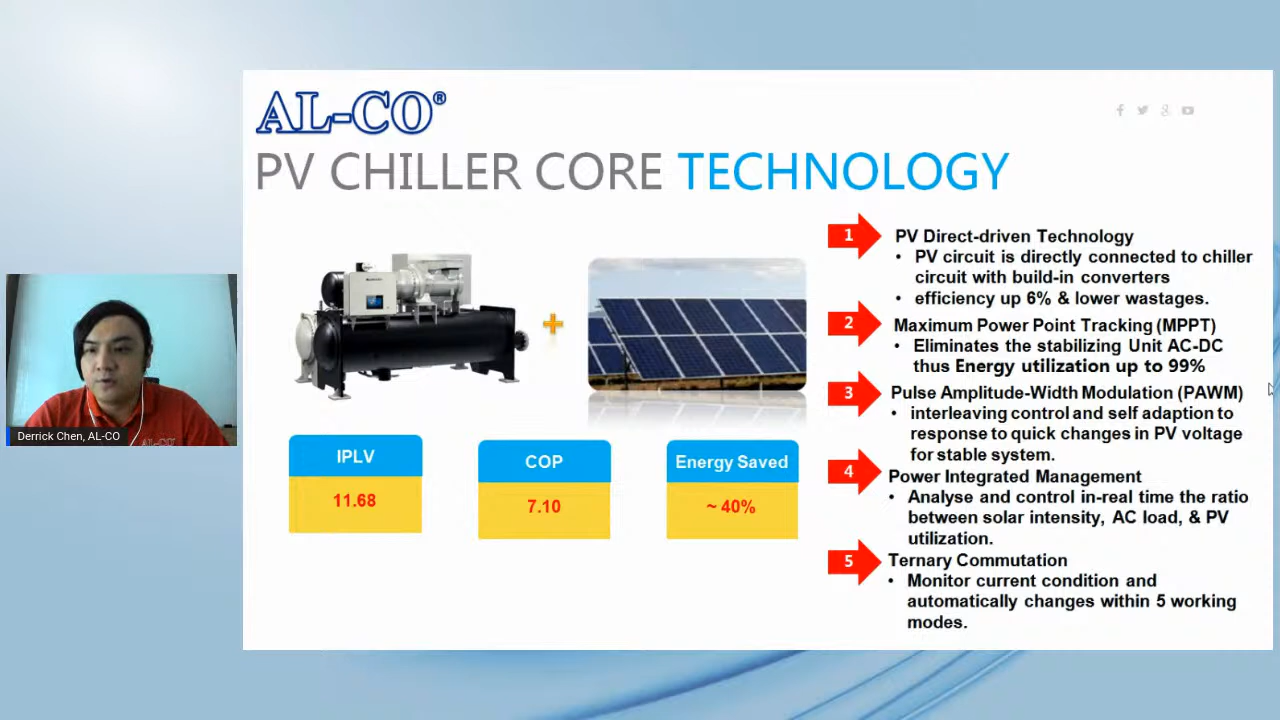 AL-CO®
PV CHILLER CORE TECHNOLOGY
1
PV Direct-driven Technology
• PV circuit is directly connected to chiller
circuit with build-in converters
• efficiency up 6% & lower wastages.
2
Maximum Power Point Tracking (MPPT)
• Eliminates the stabilizing Unit AC-DC
thus Energy utilization up to 99%
3
Pulse Amplitude-Width Modulation (PAWM)
• interleaving control and self adaption to
response to quick changes in PV voltage
for stable system.
4
Power Integrated Management
• Analyse and control in-real time the ratio
between solar intensity, AC load, & PV
utilization.
5
Ternary Commutation
• Monitor current condition and
automatically changes within 5 working
modes.
IPLV
11.68
COP
7.10
Energy Saved
~ 40%
Derrick Chen, AL-CO